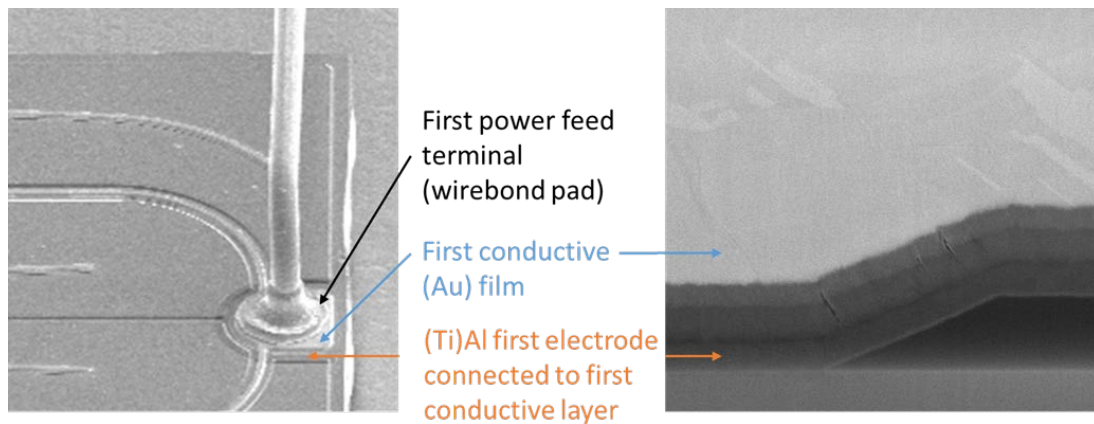 First power feed
terminal
(wirebond pad)
First conductive
(Au) film
(Ti)Al first electrode
connected to first
conductive layer